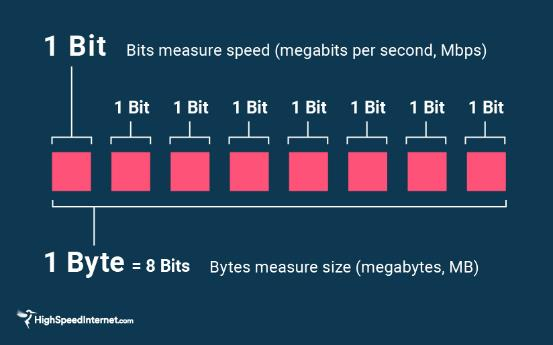 1 Bit Bits measure speed (megabits per second, Mbps)
1 Bit 1 Bit 1 Bit 1 Bit 1 Bit 1 Bit 1 Bit
1 Byte = 8 Bits Bytes measure size (megabytes, MB)
HighSpeedInternet.com